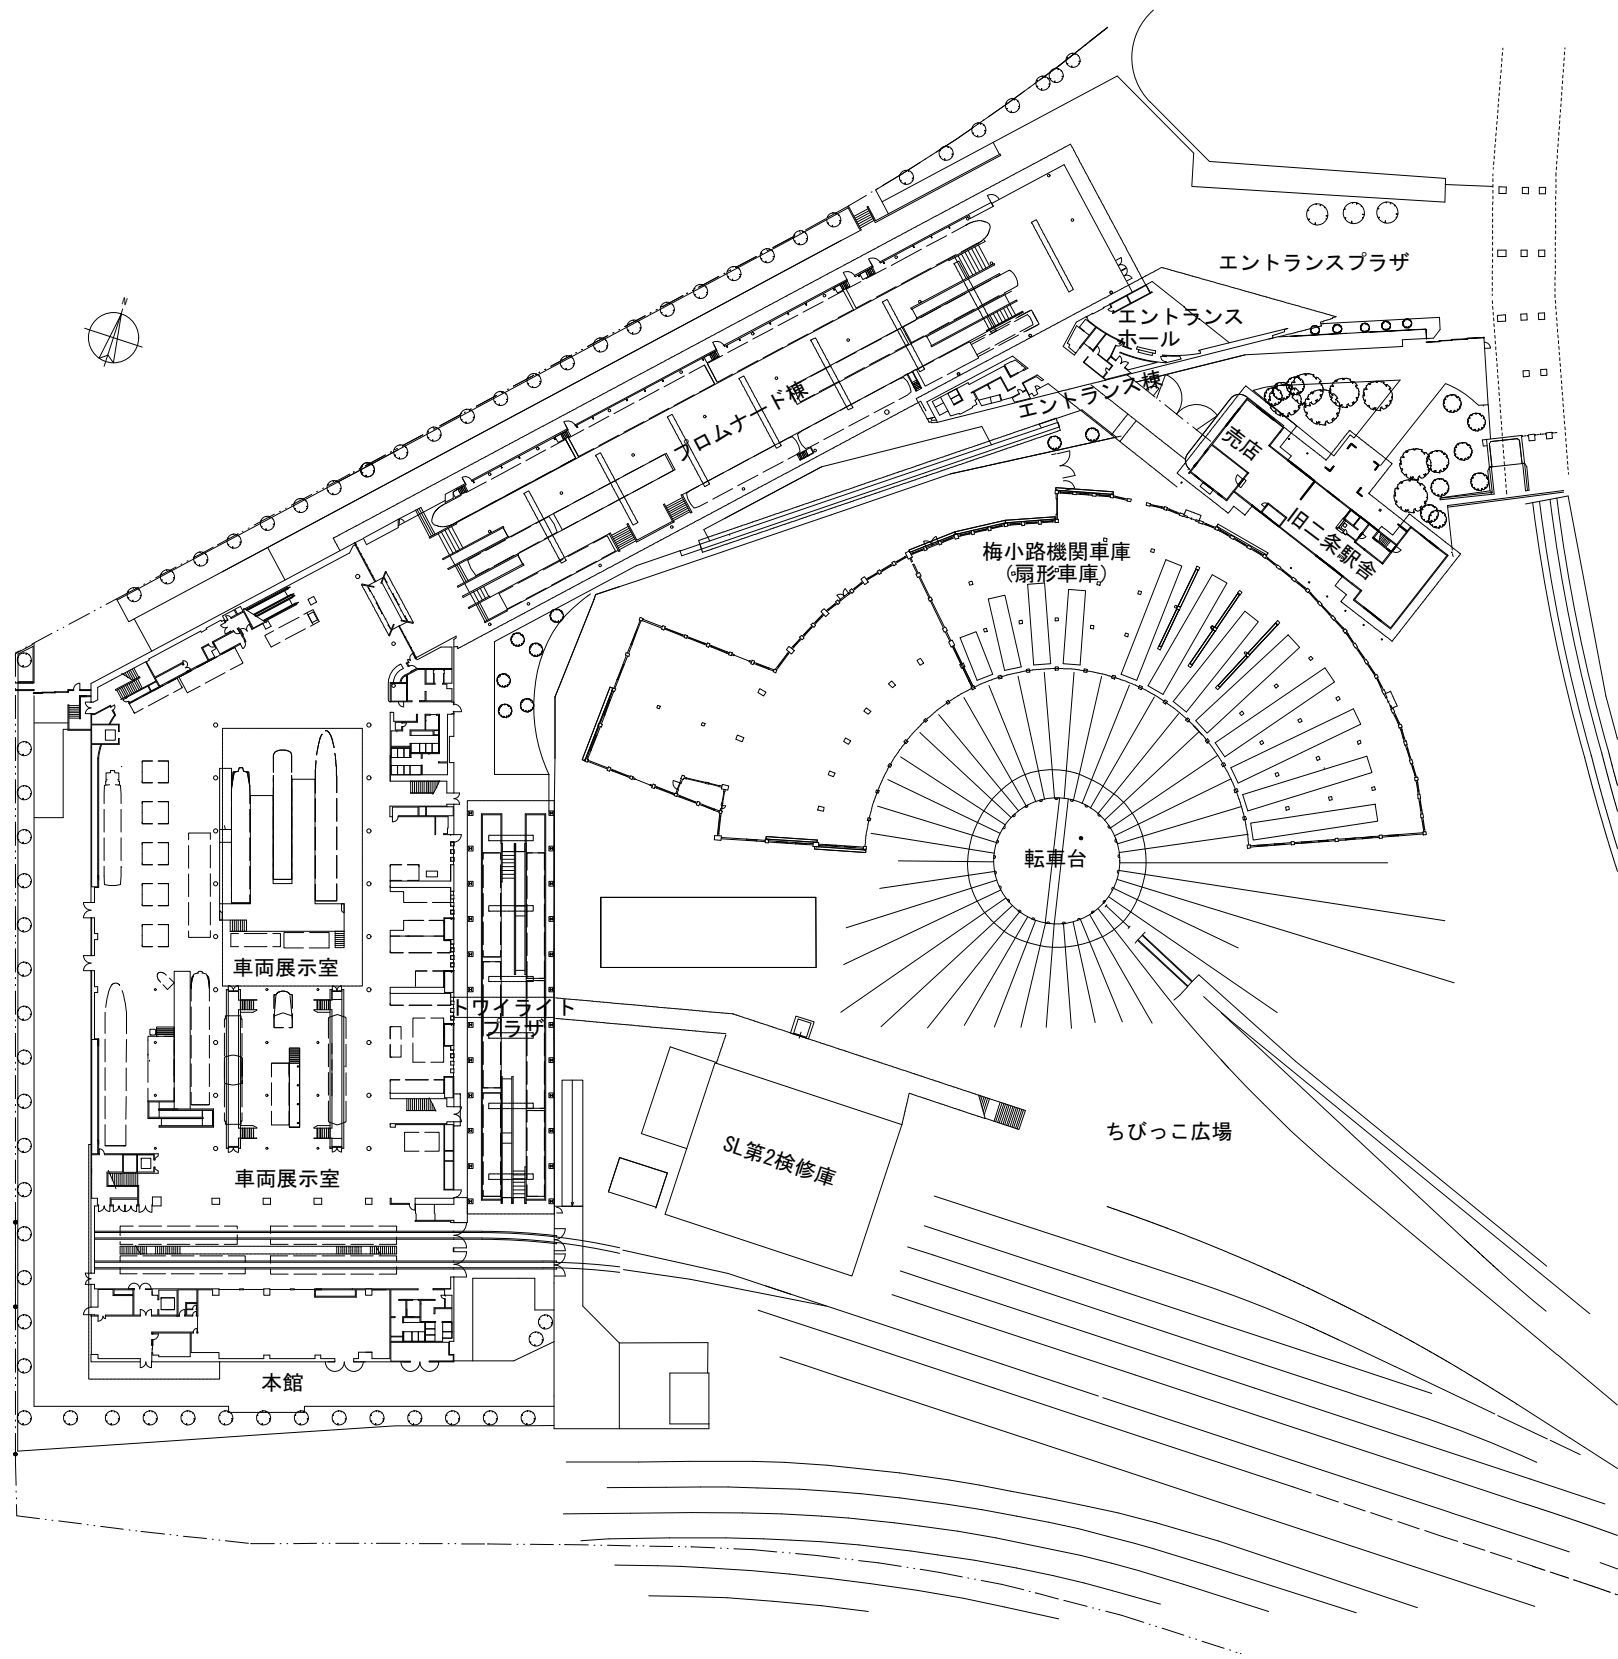 N
エントランスプラザ
エントランス
ホール
エントランス棟
プロムナード棟
売店
旧二条駅舎
梅小路機関車庫
(扇形車庫)
転車台
車両展示室
トワイライト
プラザ
ちびっこ広場
SL第2検修庫
車両展示室
本館